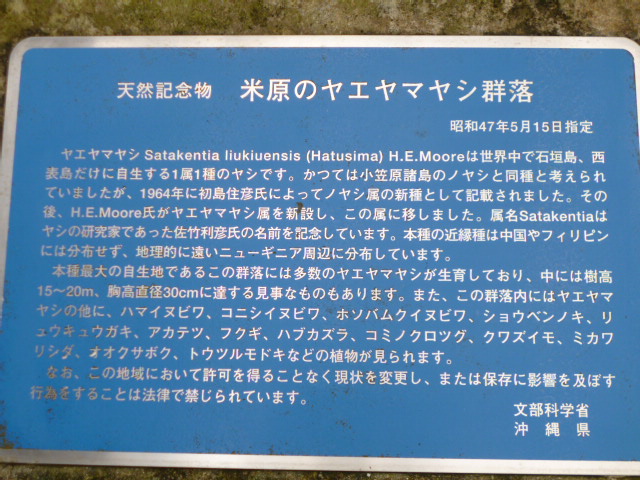 天然記念物 米原のヤエヤマヤシ群落
昭和47年5月15日指定
ヤエヤマヤシ Satakentia liukiuensis (Hatusima) H.E.Mooreは世界中で石垣島、西
表島だけに自生する1属1種のヤシです。かつては小笠原諸島のノヤシと同種と考えられ
ていましたが、1964年に初島住彦氏によってノヤシ属の新種として記載されました。その
後、H.E.Moore氏がヤエヤマヤシ属を新設し、この属に移しました。属名Satakentiaは
ヤシの研究家であった佐竹利彦氏の名前を記念しています。本種の近縁種は中国やフィリピン
には分布せず、地理的に遠いニューギニア周辺に分布しています。
本種最大の自生地であるこの群落には多数のヤエヤマヤシが生育しており、中には樹高
15〜20m、胸高直径30cmに達する見事なものもあります。また、この群落内にはヤエヤマ
ヤシの他に、ハマイヌビワ、コニシイヌビワ、ホソバムクイヌビワ、ショウベンノキ、リ
ュウキュウガキ、アカテツ、フクギ、ハブカズラ、コミノクロツグ、クワズイモ、ミカワ
リシダ、オオクサボク、トウツルモドキなどの植物が見られます。
なお、この地域において許可を得ることなく現状を変更し、または保存に影響を及ぼす
行為をすることは法律で禁じられています。
文部科学省
沖縄県